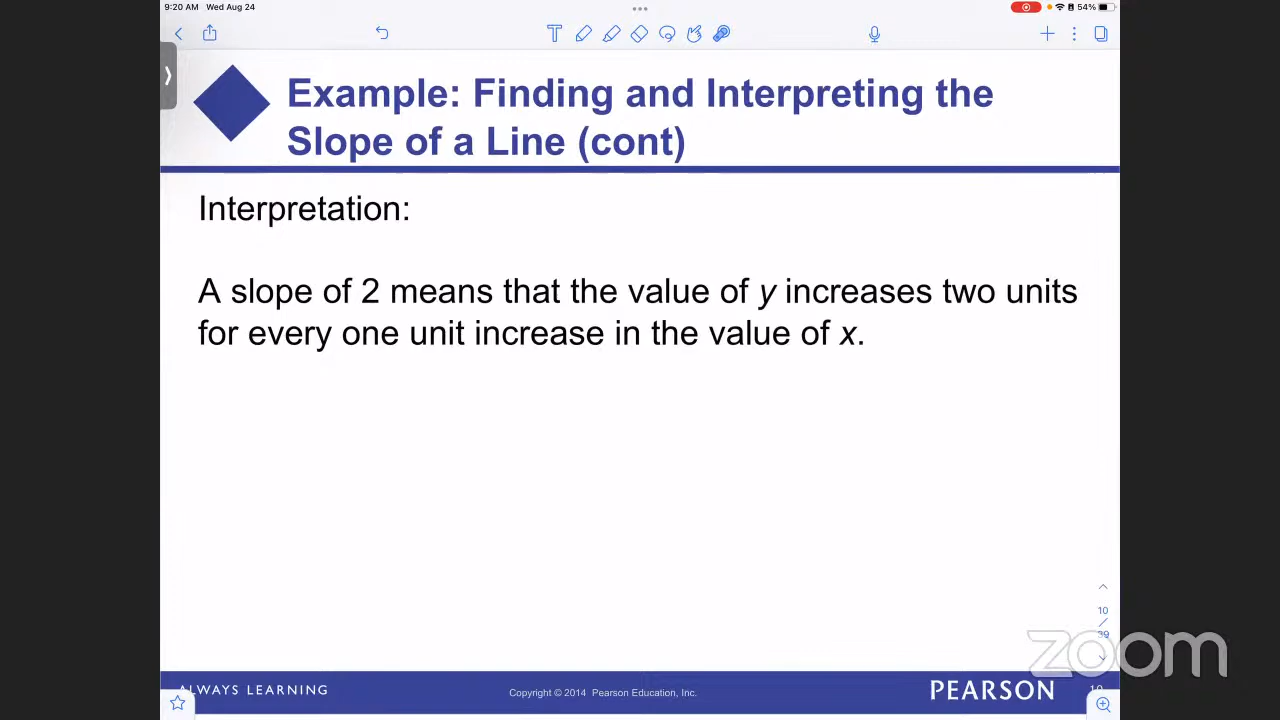 9:20 AM Wed Aug 24
54%
Example: Finding and Interpreting the
Slope of a Line (cont)
Interpretation:
A slope of 2 means that the value of y increases two units
for every one unit increase in the value of x.
10
/
39
zoom
ALWAYS LEARNING
Copyright © 2014 Pearson Education, Inc.
PEARSON
10